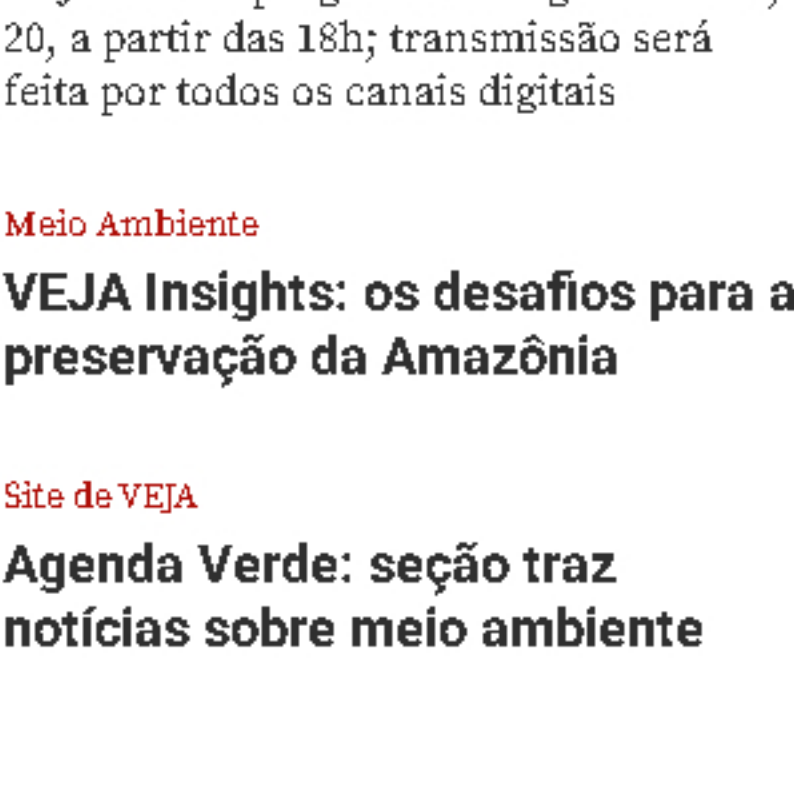 20, a partir das 18h; transmissão será
feita por todos os canais digitais
Meio Ambiente
VEJA Insights: os desafios para a
preservação da Amazônia
Site de VEJA
Agenda Verde: seção traz
notícias sobre meio ambiente